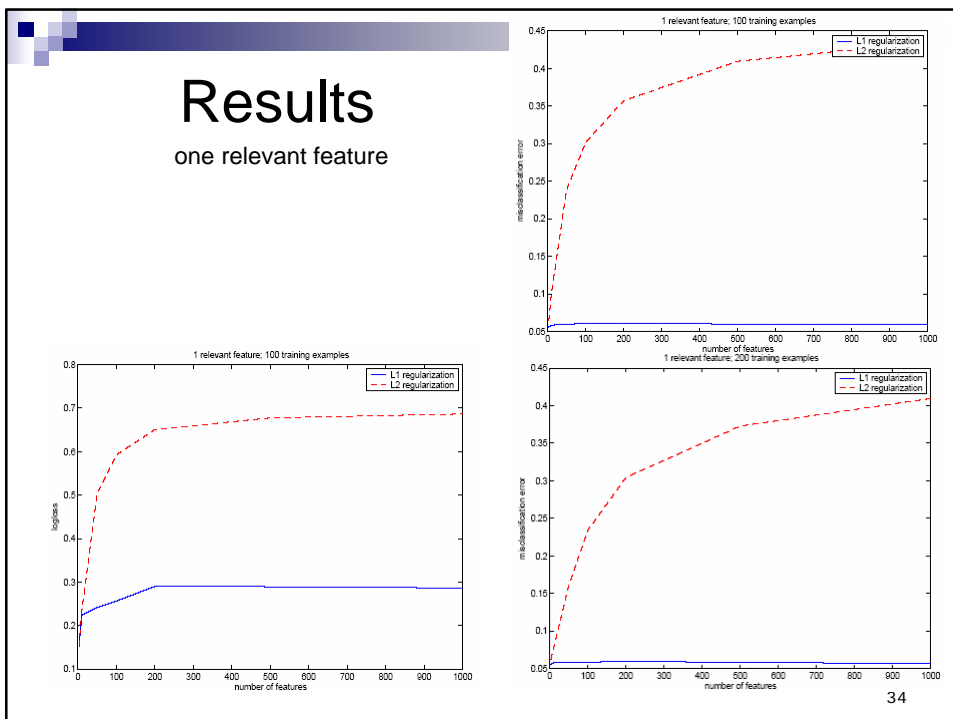 Results
one relevant feature
1 relevant feature; 100 training examples
L1 regularization
L2 regularization
misclassification error
0.45
0.4
0.35
0.3
0.25
0.2
0.15
0.1
0.05
0 100 200 300 400 500 600 700 800 900 1000
number of features
1 relevant feature; 100 training examples
L1 regularization
L2 regularization
logloss
0.8
0.7
0.6
0.5
0.4
0.3
0.2
0.1
0 100 200 300 400 500 600 700 800 900 1000
number of features
1 relevant feature; 200 training examples
L1 regularization
L2 regularization
misclassification error
0.45
0.4
0.35
0.3
0.25
0.2
0.15
0.1
0.05
0 100 200 300 400 500 600 700 800 900 1000
number of features
34